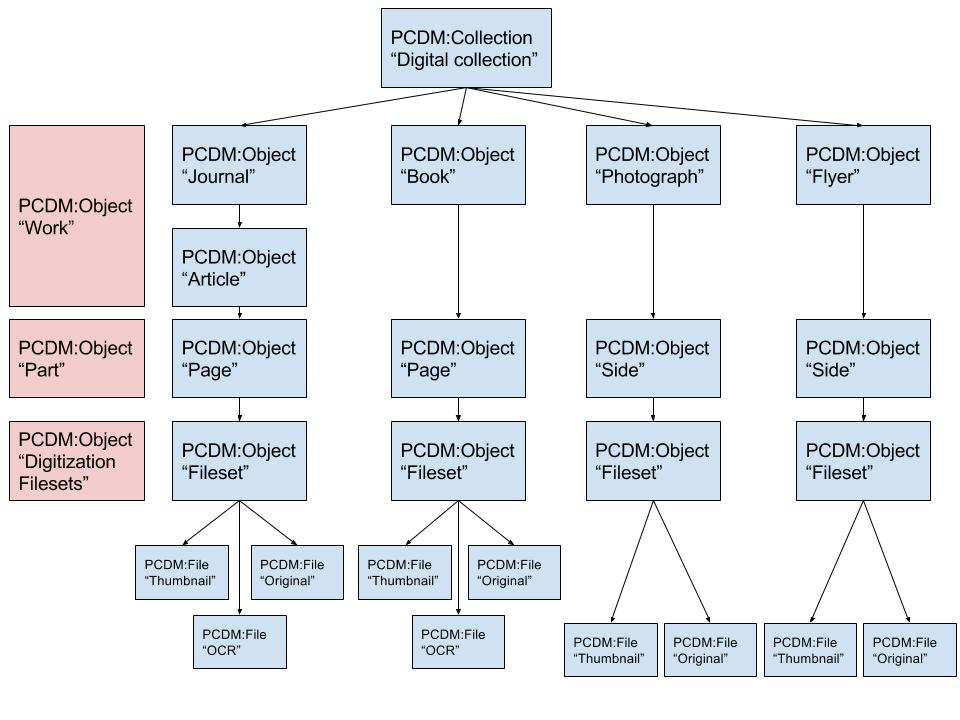 PCDM:Collection
“Digital collection”
PCDM:Object
“Work”
PCDM:Object
“Journal”
PCDM:Object
“Book”
PCDM:Object
“Photograph”
PCDM:Object
“Flyer”
PCDM:Object
“Article”
PCDM:Object
“Part”
PCDM:Object
“Page”
PCDM:Object
“Page”
PCDM:Object
“Side”
PCDM:Object
“Side”
PCDM:Object
“Digitization
Filesets”
PCDM:Object
“Fileset”
PCDM:Object
“Fileset”
PCDM:Object
“Fileset”
PCDM:Object
“Fileset”
PCDM:File
“Thumbnail”
PCDM:File
“Original”
PCDM:File
“Thumbnail”
PCDM:File
“Original”
PCDM:File
“OCR”
PCDM:File
“OCR”
PCDM:File
“Thumbnail”
PCDM:File
“Original”
PCDM:File
“Thumbnail”
PCDM:File
“Original”